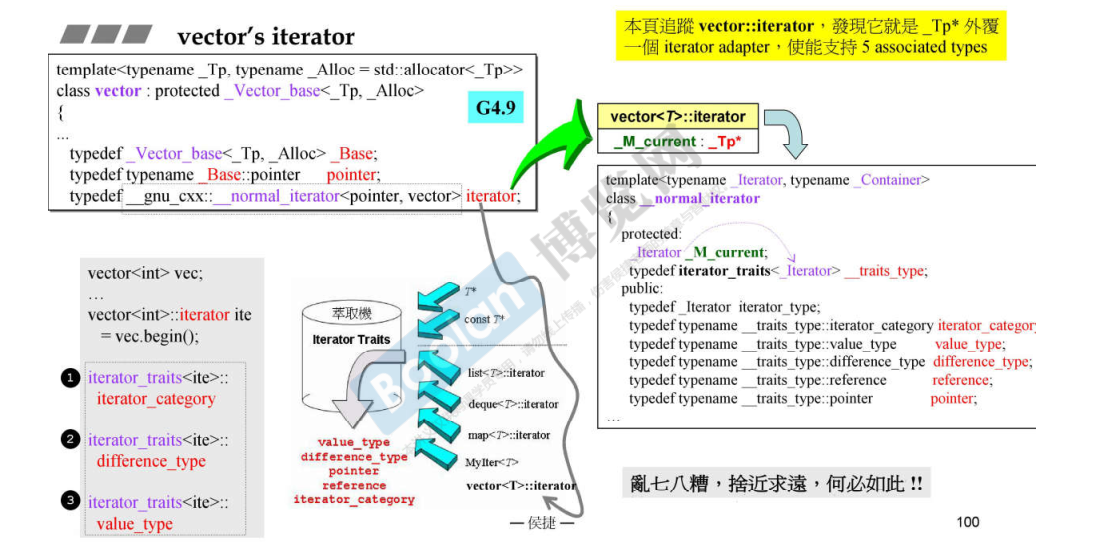 vector's iterator
本頁追蹤 vector::iterator，發現它就是 _Tp* 外覆
一個 iterator adapter，使能支持 5 associated types
template<typename _Tp, typename _Alloc = std::allocator<_Tp>>
class vector : protected _Vector_base<_Tp, _Alloc>
{
...
typedef _Vector_base<_Tp, _Alloc> _Base;
typedef typename _Base::pointer pointer;
typedef __gnu_cxx::__normal_iterator<pointer, vector> iterator;
G4.9
vector<T>::iterator
_M_current : _Tp*
template<typename _Iterator, typename _Container>
class __normal_iterator
{
protected:
_Iterator _M_current;
typedef iterator_traits<_Iterator> __traits_type;
public:
typedef _Iterator iterator_type;
typedef typename __traits_type::iterator_category iterator_category
typedef typename __traits_type::value_type value_type;
typedef typename __traits_type::difference_type difference_type;
typedef typename __traits_type::reference reference;
typedef typename __traits_type::pointer pointer;
...
vector<int> vec;
...
vector<int>::iterator ite
= vec.begin();
1 iterator_traits<ite>::
iterator_category
2 iterator_traits<ite>::
difference_type
3 iterator_traits<ite>::
value_type
萃取機
Iterator Traits
T*
const T*
list<T>::iterator
deque<T>::iterator
map<T>::iterator
MyIter<T>
vector<T>::iterator
value_type
difference_type
pointer
reference
iterator_category
亂七八糟，捨近求遠，何必如此 !!
— 侯捷 —
100
Boolan 博览网